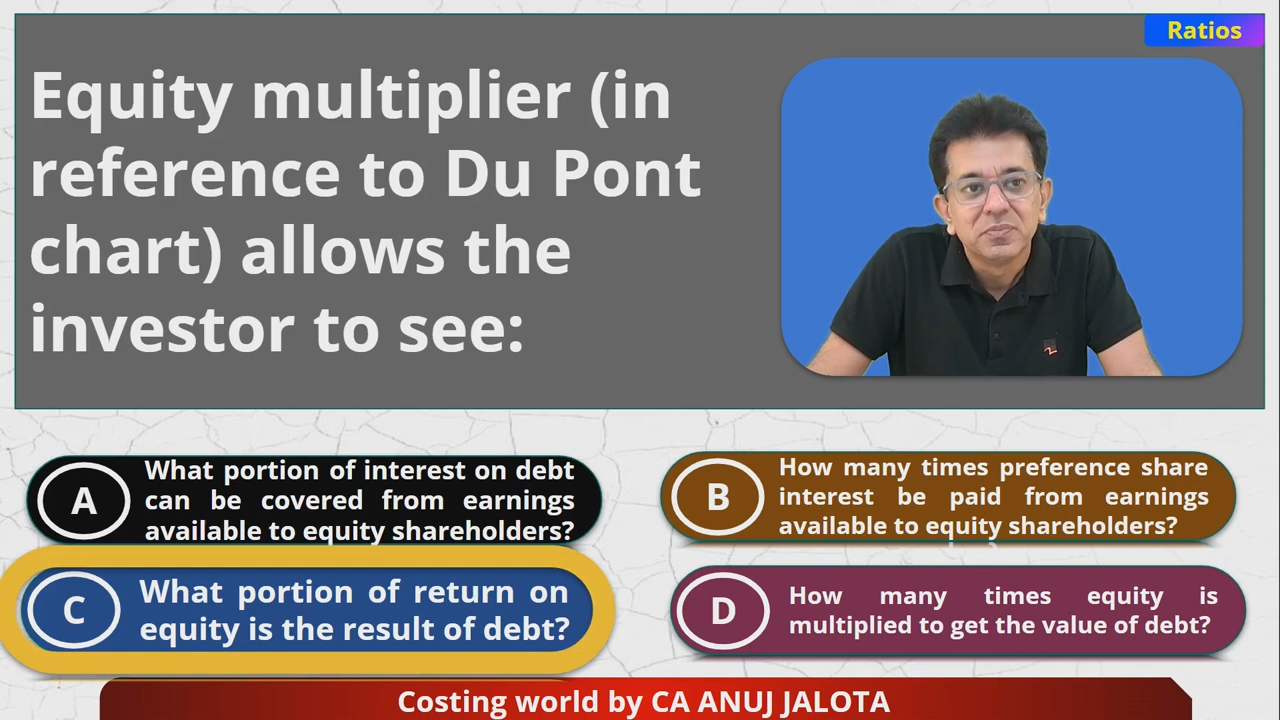 Ratios
Equity multiplier (in
reference to Du Pont
chart) allows the
investor to see:
A
What portion of interest on debt
can be covered from earnings
available to equity shareholders?
B
How many times preference share
interest be paid from earnings
available to equity shareholders?
C
What portion of return on
equity is the result of debt?
D
How many times equity is
multiplied to get the value of debt?
Costing world by CA ANUJ JALOTA